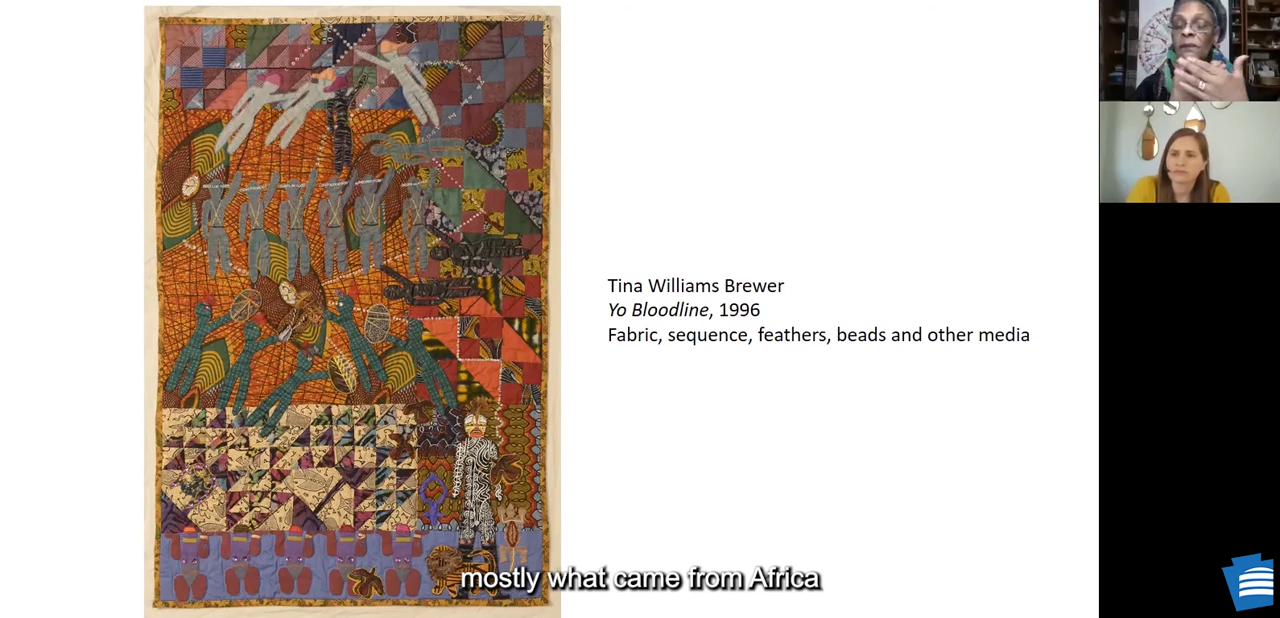 Tina Williams Brewer
Yo Bloodline, 1996
Fabric, sequence, feathers, beads and other media
mostly what came from Africa